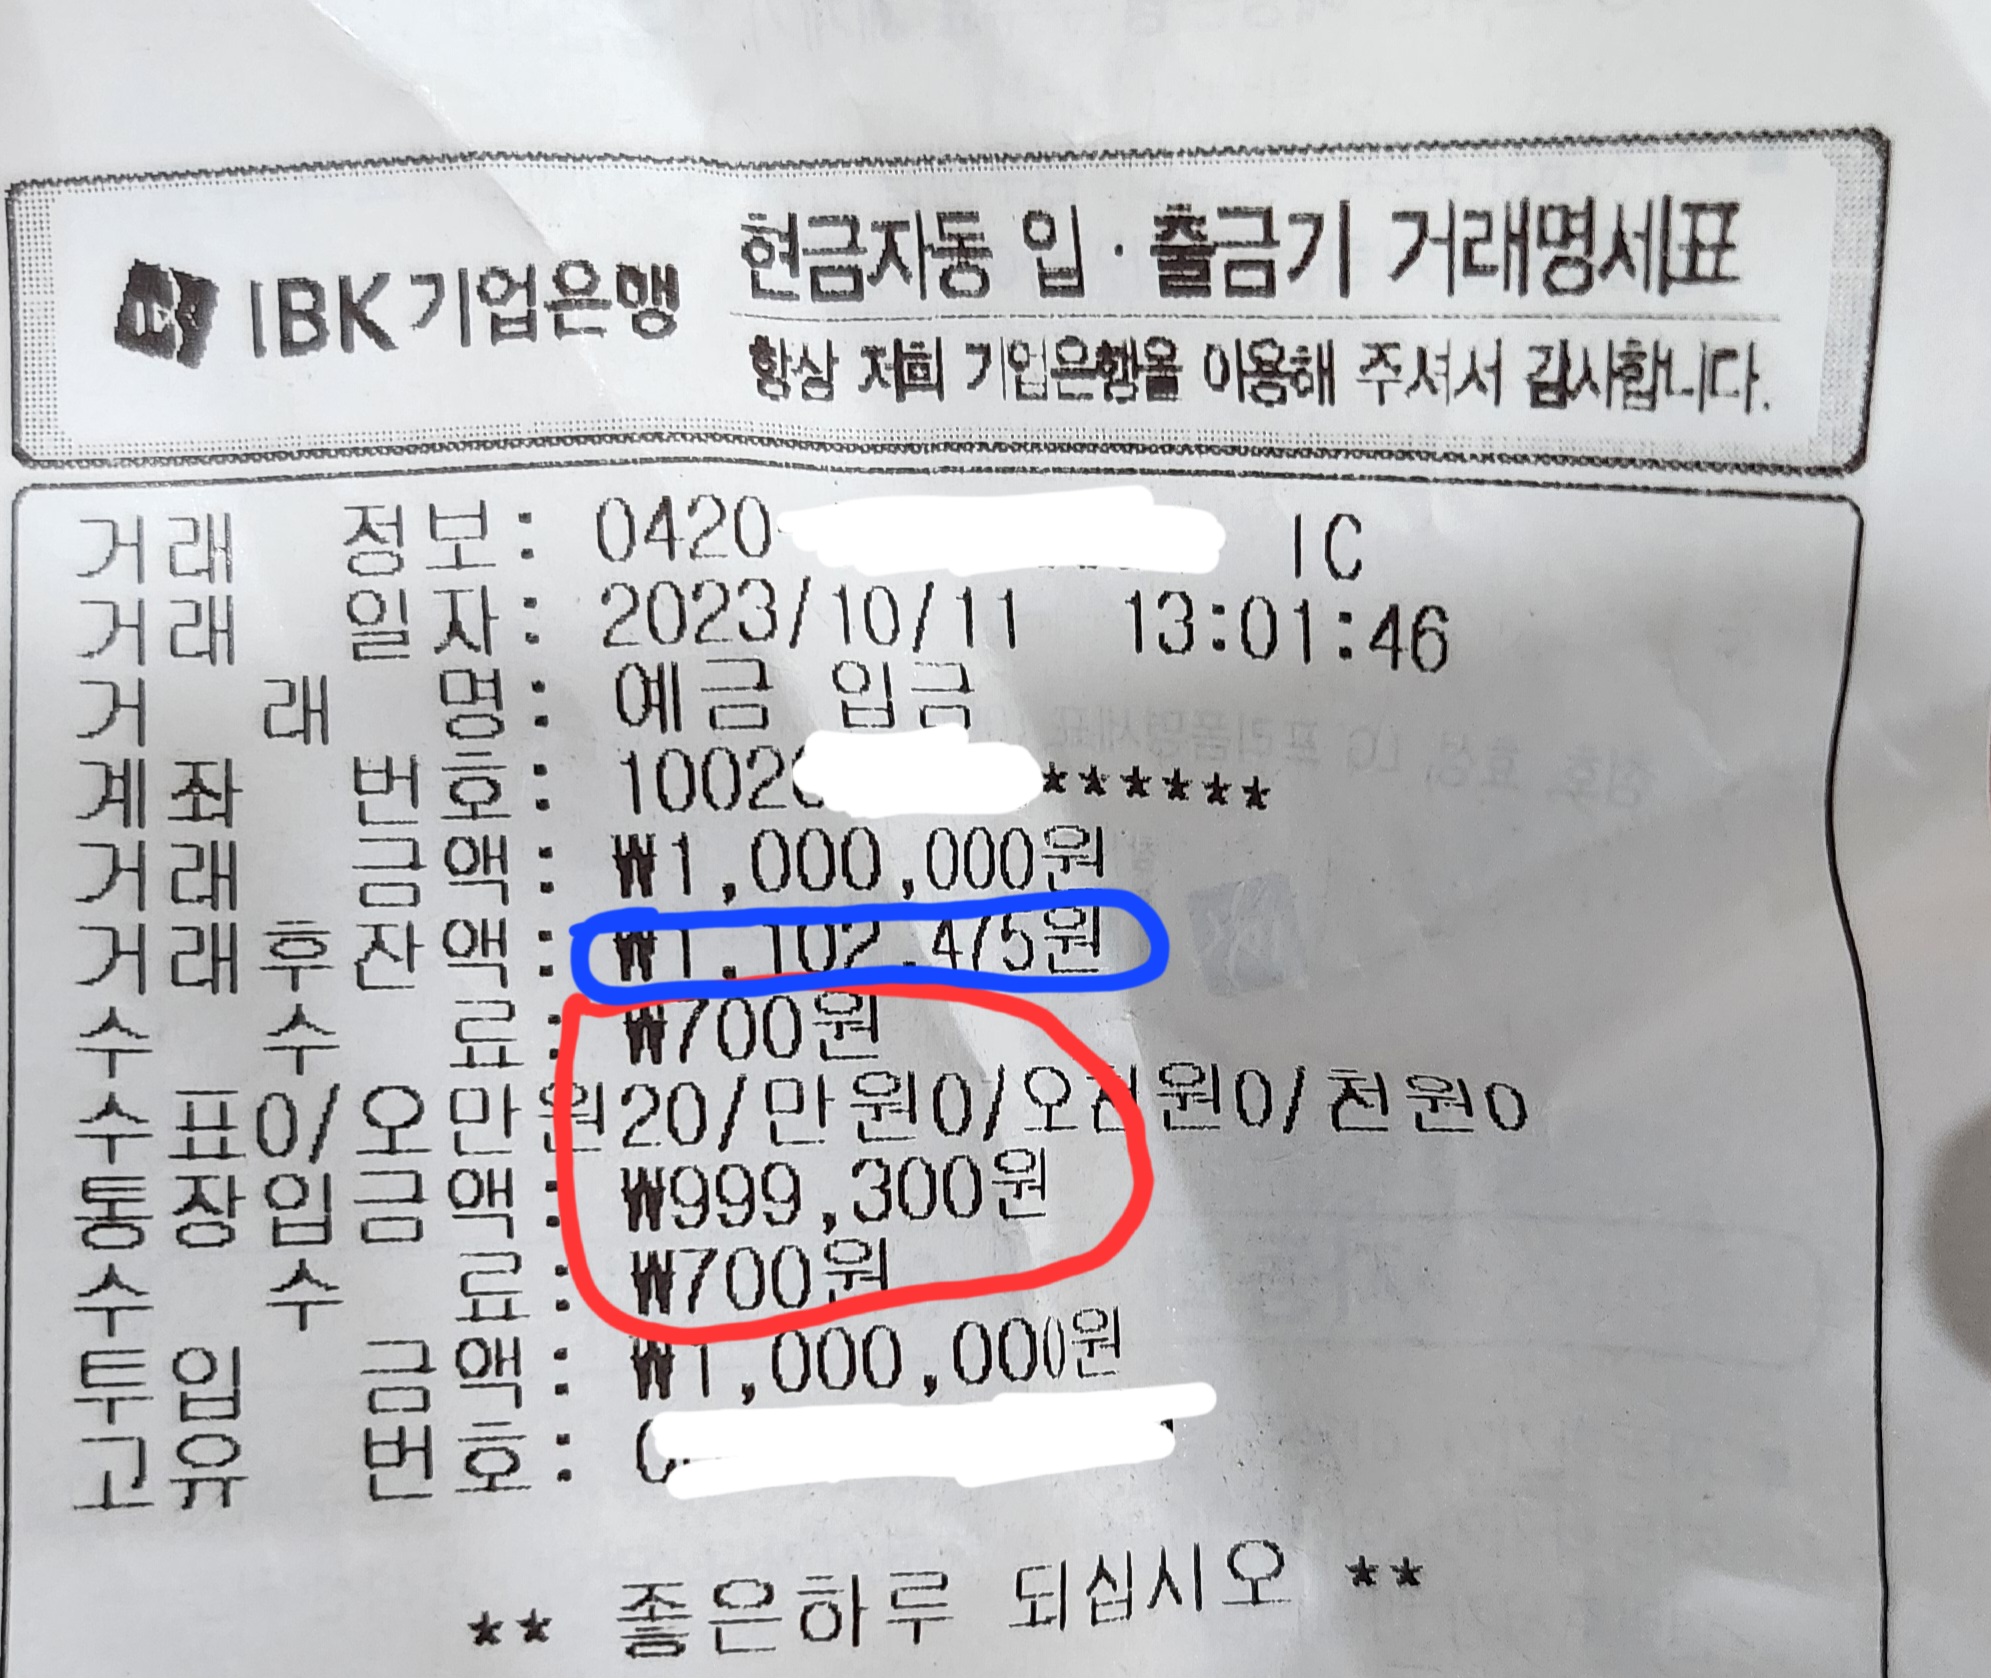 IBK기업은행
현금자동 입·출금기 거래명세표
항상 저희 기업은행을 이용해 주셔서 감사합니다.
거래 정보: 0420 IC
거래 일자: 2023/10/11 13:01:46
거래명: 예금 입금
계좌 번호: 1002 ******
거래 금액: ₩1,000,000원
거래후잔액: ₩1,102,475원
수수료: ₩700원
수표0/오만원20/만원0/오천원0/천원0
통장입금액: ₩999,300원
수수료: ₩700원
투입 금액: ₩1,000,000원
고유 번호:
** 좋은하루 되십시오 **